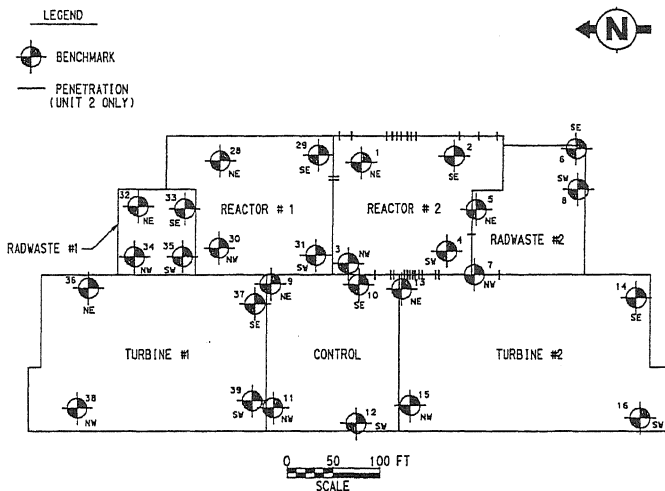 LEGEND
BENCHMARK
PENETRATION
(UNIT 2 ONLY)
N
28
NE
29
SE
1
NE
2
SE
SE
6
SW
8
32
NE
33
SE
REACTOR # 1
REACTOR # 2
5
NE
RADWASTE #1
34
NW
35
SW
30
NW
31
SW
3
NW
4
SW
RADWASTE #2
7
NW
36
NE
37
SE
9
NE
10
SE
13
NE
14
SE
TURBINE #1
CONTROL
TURBINE #2
38
NW
39
SW
11
NW
12
SW
15
NW
16
SW
0 50 100 FT
SCALE